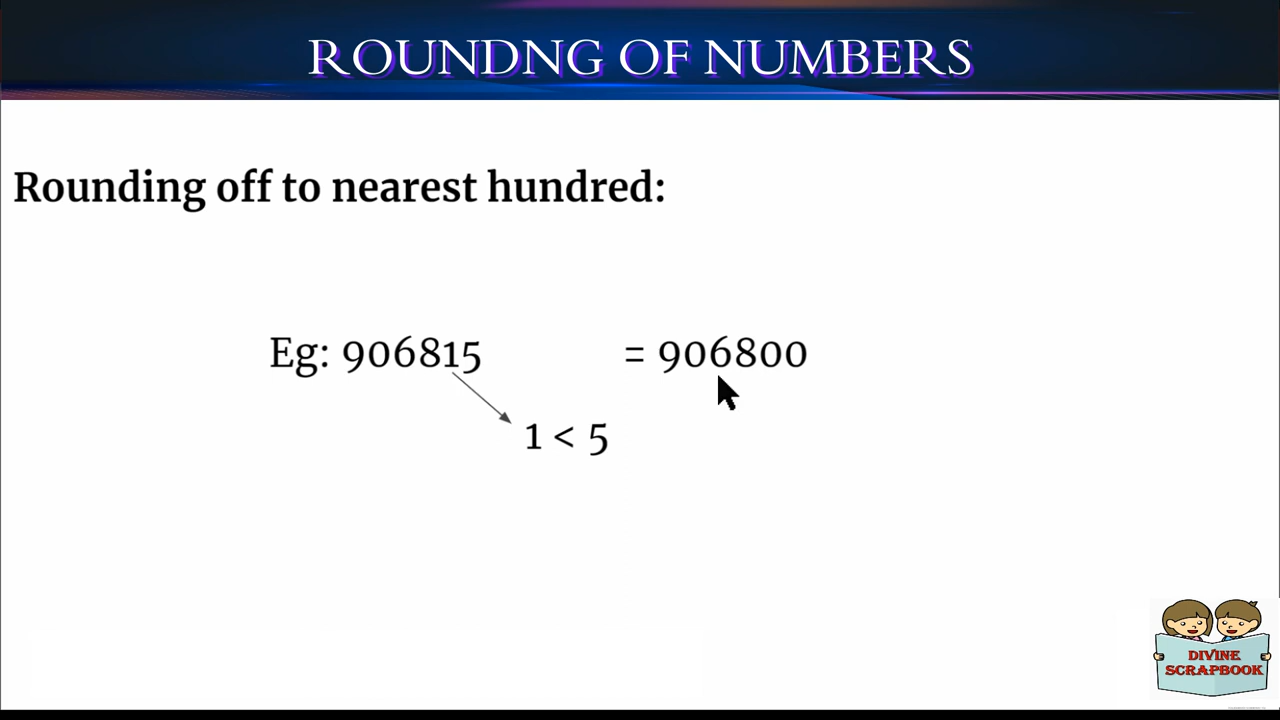 ROUNDNG OF NUMBERS
Rounding off to nearest hundred:
Eg: 906815 = 906800
1 < 5
DIVINE
SCRAPBOOK